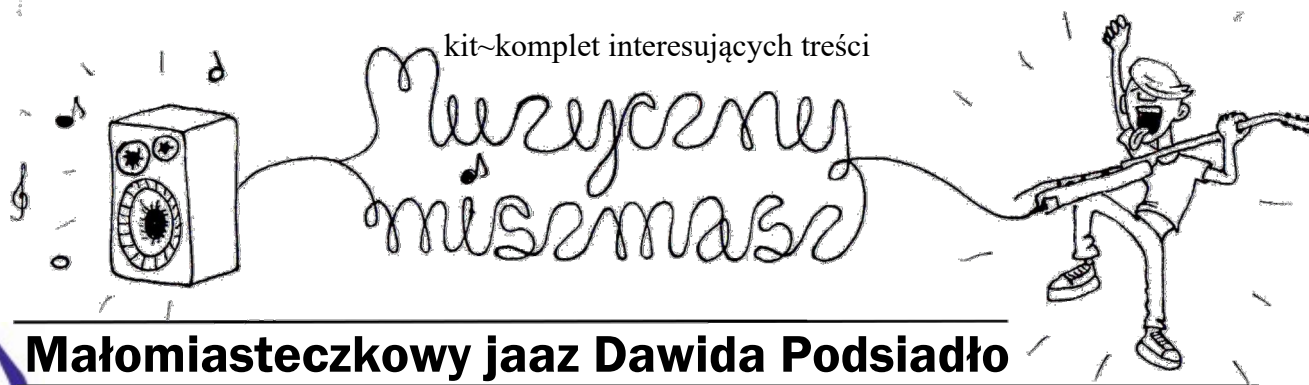 kit~komplet interesujących treści
Muzyczny
miszmasz
Małomiasteczkowy jaaz Dawida Podsiadło